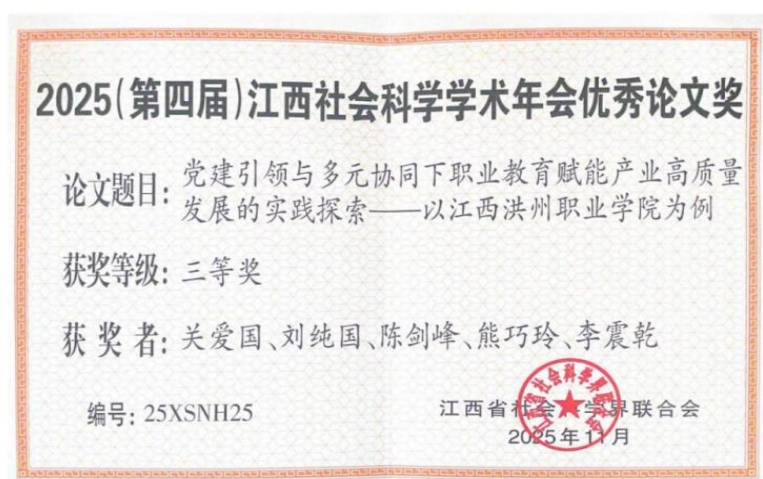 2025(第四届)江西社会科学学术年会优秀论文奖
论文题目：党建引领与多元协同下职业教育赋能产业高质量
发展的实践探索——以江西洪州职业学院为例
获奖等级：三等奖
获奖者：关爱国、刘纯国、陈剑峰、熊巧玲、李震乾
编号：25XSNH25
江西省社会科学界联合会
2025年11月